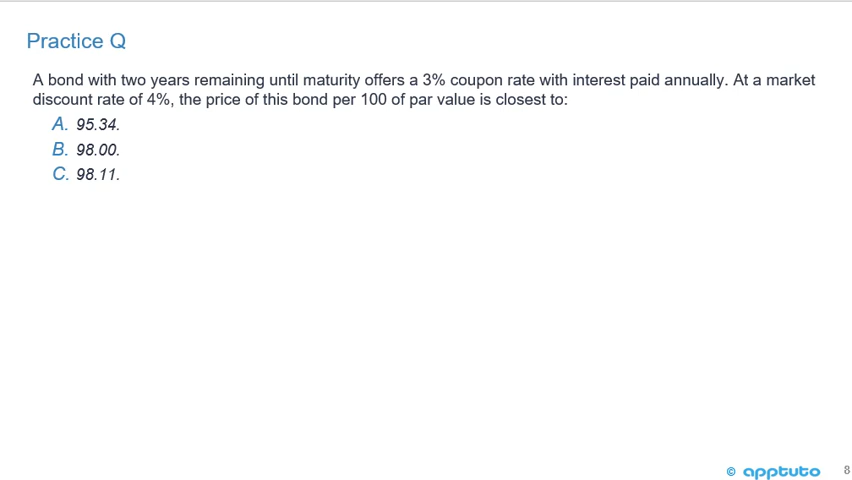 Practice Q
A bond with two years remaining until maturity offers a 3% coupon rate with interest paid annually. At a market
discount rate of 4%, the price of this bond per 100 of par value is closest to:
A. 95.34.
B. 98.00.
C. 98.11.
© apptuto 8